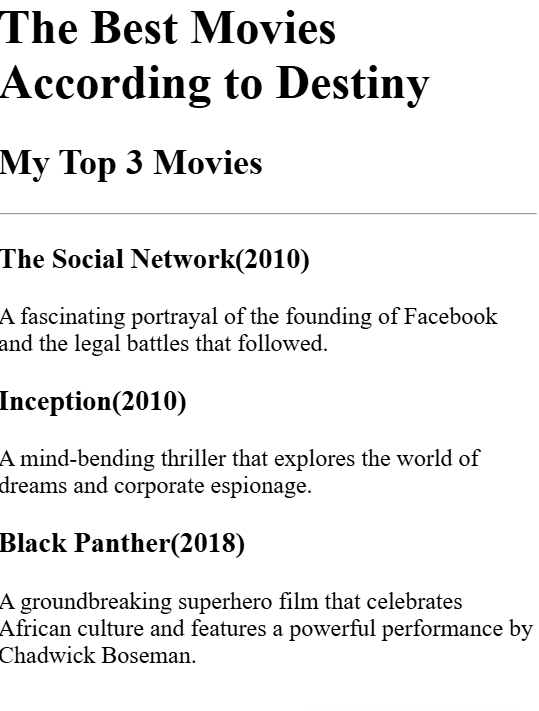 The Best Movies
According to Destiny
My Top 3 Movies
The Social Network(2010)
A fascinating portrayal of the founding of Facebook
and the legal battles that followed.
Inception(2010)
A mind-bending thriller that explores the world of
dreams and corporate espionage.
Black Panther(2018)
A groundbreaking superhero film that celebrates
African culture and features a powerful performance by
Chadwick Boseman.